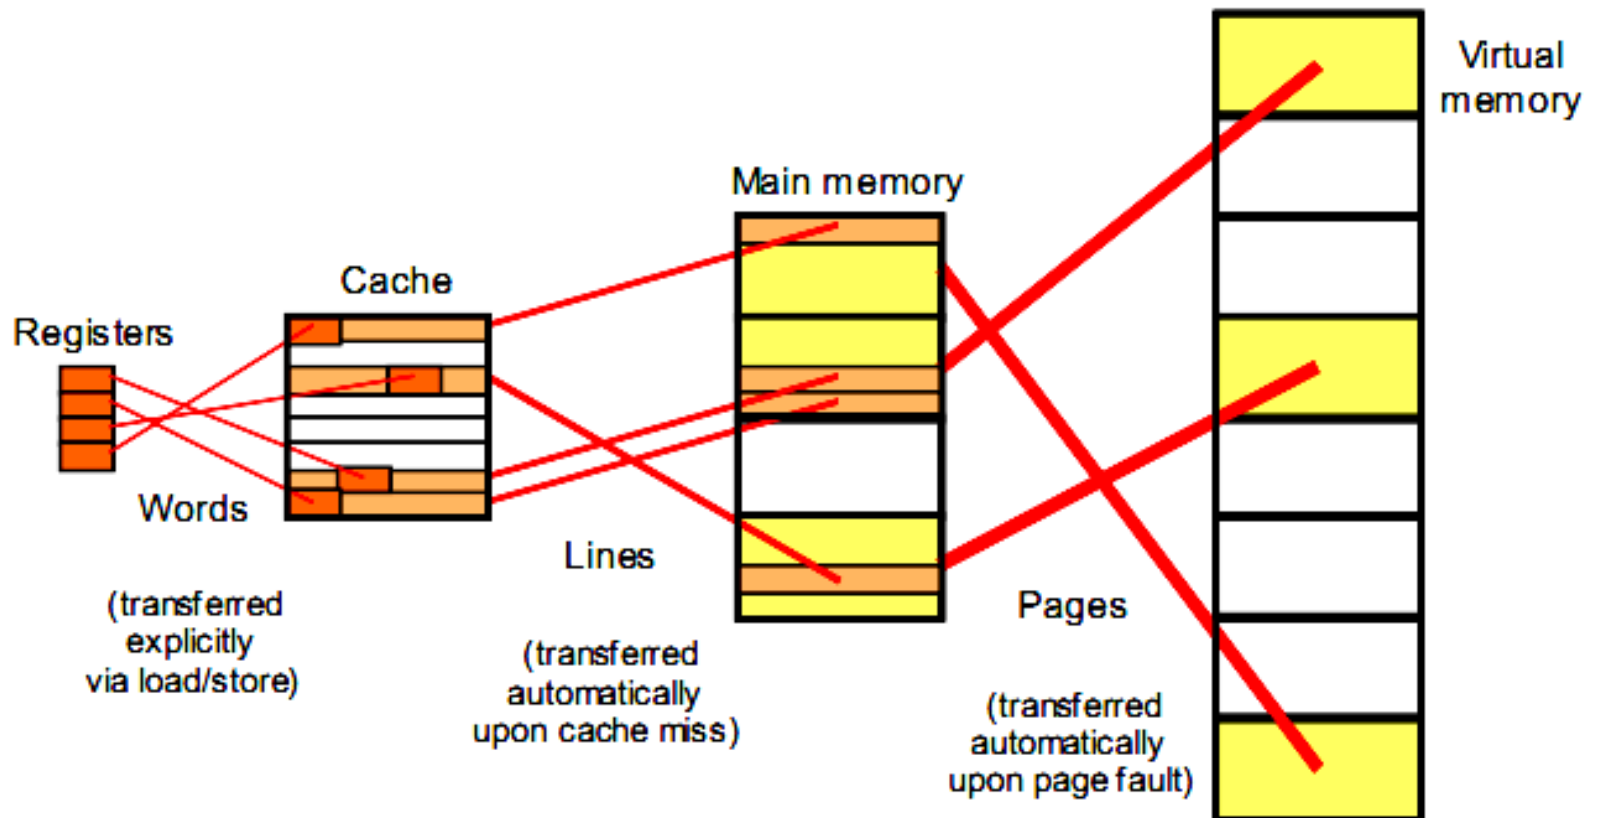 Registers
Words
(transferred
explicitly
via load/store)
Cache
Lines
(transferred
automatically
upon cache miss)
Main memory
Pages
(transferred
automatically
upon page fault)
Virtual
memory